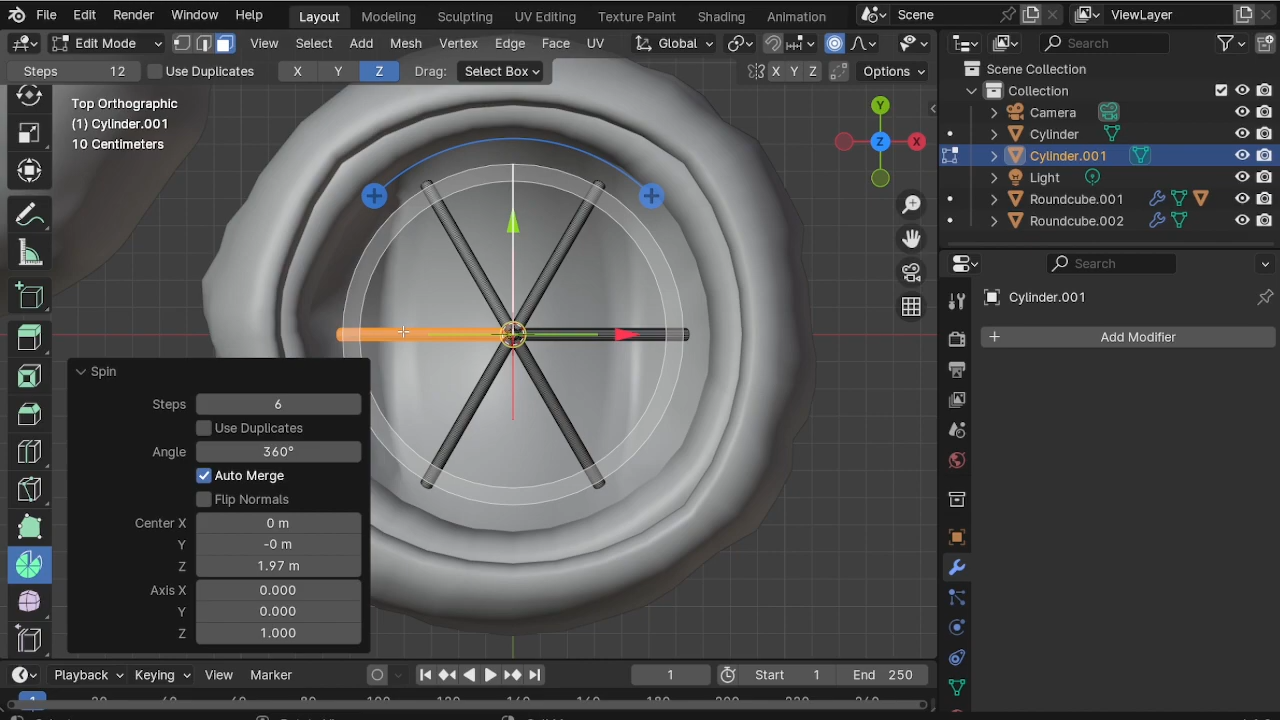 File Edit Render Window Help Layout Modeling Sculpting UV Editing Texture Paint Shading Animation Scene ViewLayer
Edit Mode View Select Add Mesh Vertex Edge Face UV Global Search
Steps 12 Use Duplicates X Y Z Drag: Select Box X Y Z Options
Top Orthographic
(1) Cylinder.001
10 Centimeters
Y
Z
X
Scene Collection
Collection
Camera
Cylinder
Cylinder.001
Light
Roundcube.001
Roundcube.002
Search
Cylinder.001
Add Modifier
Spin
Steps 6
Use Duplicates
Angle 360°
Auto Merge
Flip Normals
Center X 0 m
Y -0 m
Z 1.97 m
Axis X 0.000
Y 0.000
Z 1.000
Playback Keying View Marker 1 Start 1 End 250
1